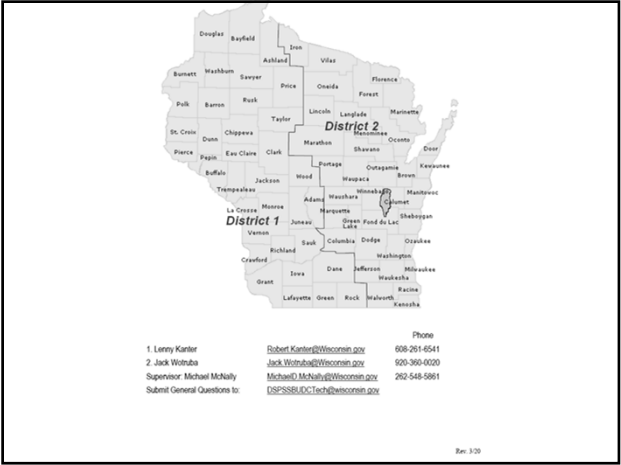 Douglas
Bayfield
Iron
Ashland
Vilas
Burnett
Washburn
Sawyer
Florence
Price
Oneida
Forest
Polk
Barron
Rusk
Lincoln
Langlade
Marinette
Taylor
District 2
St. Croix
Dunn
Chippewa
Menominee
Oconto
Marathon
Shawano
Door
Pierce
Pepin
Eau Claire
Clark
Portage
Outagamie
Kewaunee
Buffalo
Jackson
Wood
Waupaca
Brown
Trempealeau
Adams
Waushara
Winnebago
Calumet
Manitowoc
La Crosse
Monroe
Juneau
Marquette
Green Lake
Fond du Lac
Sheboygan
District 1
Vernon
Sauk
Columbia
Dodge
Ozaukee
Richland
Washington
Crawford
Iowa
Dane
Jefferson
Waukesha
Milwaukee
Grant
Lafayette
Green
Rock
Walworth
Racine
Kenosha
Phone
1. Lenny Kanter Robert.Kanter@Wisconsin.gov 608-261-6541
2. Jack Wotruba Jack.Wotruba@Wisconsin.gov 920-360-0020
Supervisor: Michael McNally MichaelD.McNally@Wisconsin.gov 262-548-5861
Submit General Questions to: DSPSSBUDCTech@wisconsin.gov
Rev. 3/20